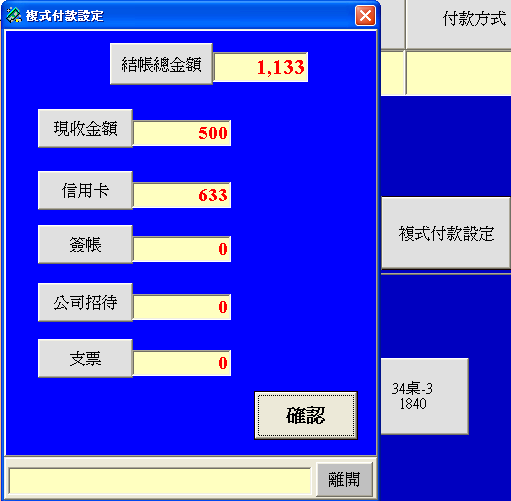 複式付款設定
付款方式
結帳總金額 1,133
現收金額 500
信用卡 633
複式付款設定
簽帳 0
公司招待 0
支票 0
34桌-3
1840
確認
離開